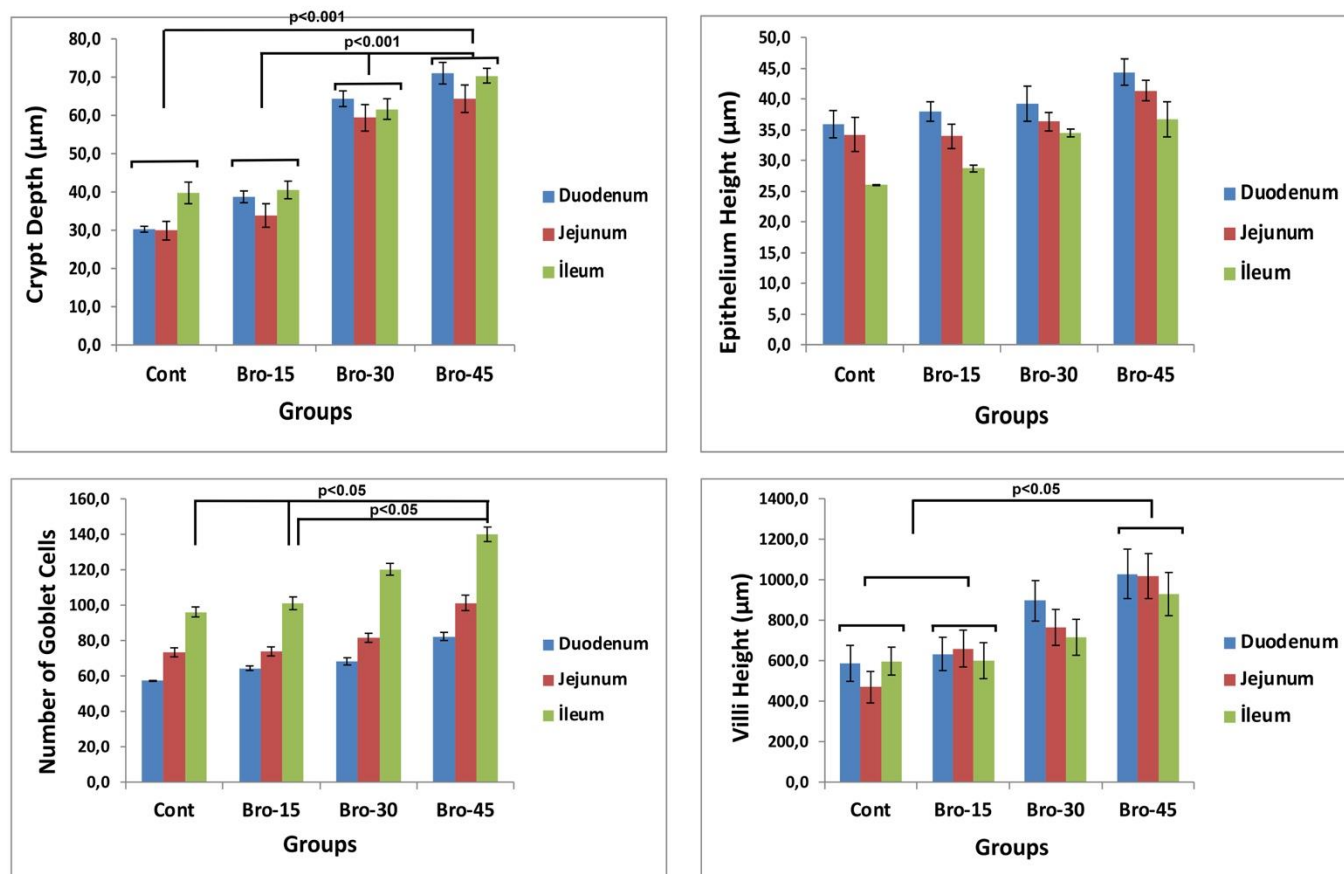 p<0.001
p<0.001
80,0
70,0
60,0
50,0
40,0
30,0
20,0
10,0
0,0
Crypt Depth (µm)
Cont Bro-15 Bro-30 Bro-45
Groups
Duodenum
Jejunum
İleum
50,0
45,0
40,0
35,0
30,0
25,0
20,0
15,0
10,0
5,0
0,0
Epithelium Height (µm)
Cont Bro-15 Bro-30 Bro-45
Groups
Duodenum
Jejunum
İleum
p<0.05
p<0.05
160,0
140,0
120,0
100,0
80,0
60,0
40,0
20,0
0,0
Number of Goblet Cells
Cont Bro-15 Bro-30 Bro-45
Groups
Duodenum
Jejunum
İleum
p<0.05
1400,0
1200,0
1000,0
800,0
600,0
400,0
200,0
0,0
Villi Height (µm)
Cont Bro-15 Bro-30 Bro-45
Groups
Duodenum
Jejunum
İleum